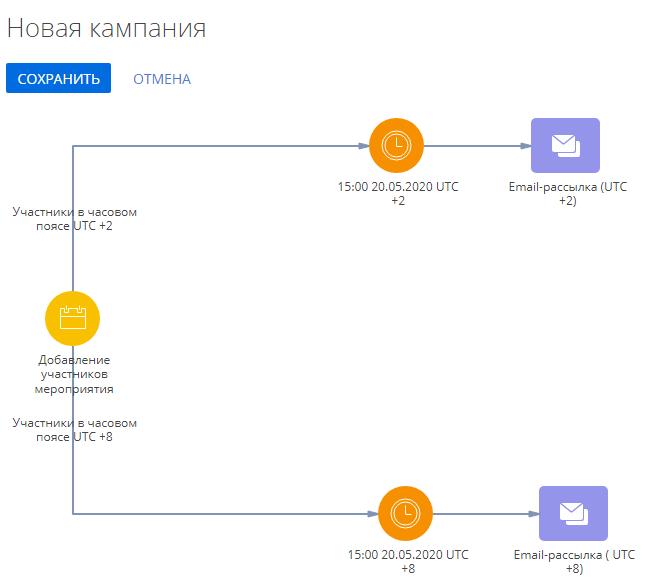 Новая кампания
СОХРАНИТЬ
ОТМЕНА
15:00 20.05.2020 UTC
+2
Email-рассылка (UTC
+2)
Участники в часовом
поясе UTC +2
Добавление
участников
мероприятия
Участники в часовом
поясе UTC +8
15:00 20.05.2020 UTC
+8
Email-рассылка ( UTC
+8)